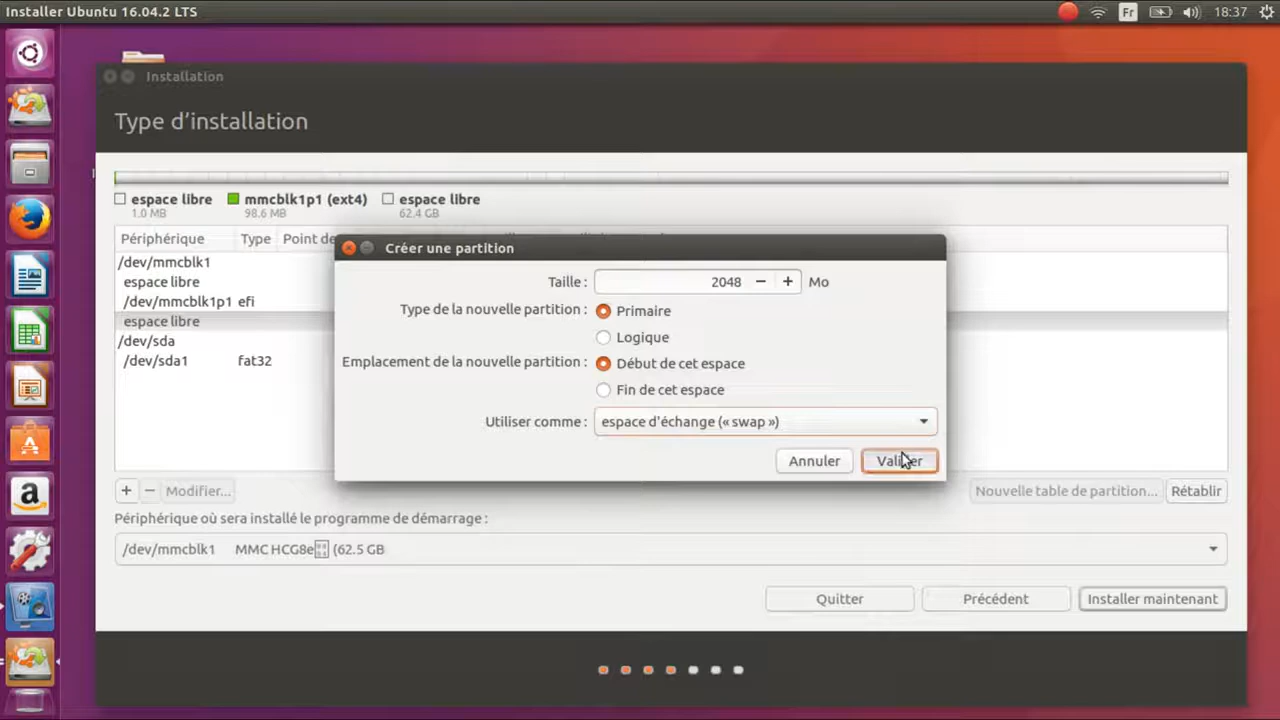 Installer Ubuntu 16.04.2 LTS Fr 18:37
Installation
Type d'installation
espace libre mmcblk1p1 (ext4) espace libre
1.0 MB 98.6 MB 62.4 GB
Périphérique Type Point de
Créer une partition
/dev/mmcblk1
espace libre
/dev/mmcblk1p1 efi
espace libre
/dev/sda
/dev/sda1 fat32
Taille : 2048 − + Mo
Type de la nouvelle partition : Primaire
Logique
Emplacement de la nouvelle partition : Début de cet espace
Fin de cet espace
Utiliser comme : espace d'échange (« swap »)
Annuler Valider
+ − Modifier... Nouvelle table de partition... Rétablir
Périphérique où sera installé le programme de démarrage :
/dev/mmcblk1 MMC HCG8e (62.5 GB
Quitter Précédent Installer maintenant